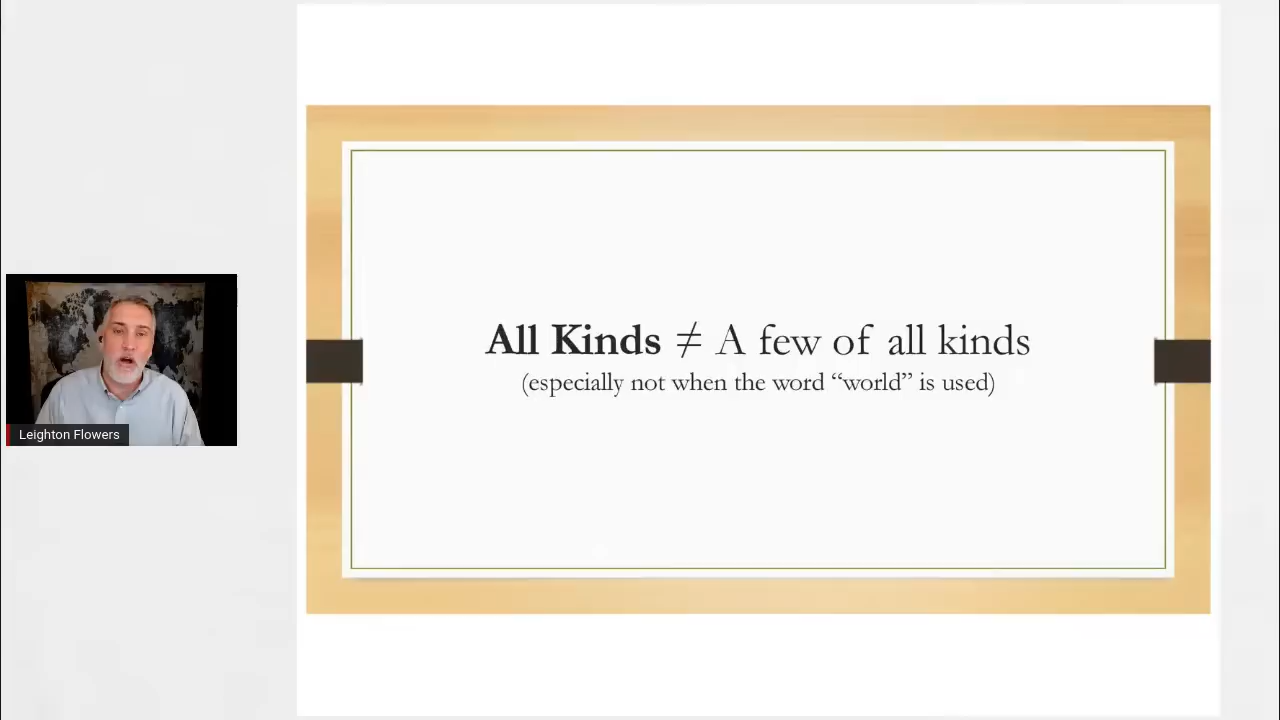 All Kinds ≠ A few of all kinds
(especially not when the word “world” is used)
Leighton Flowers